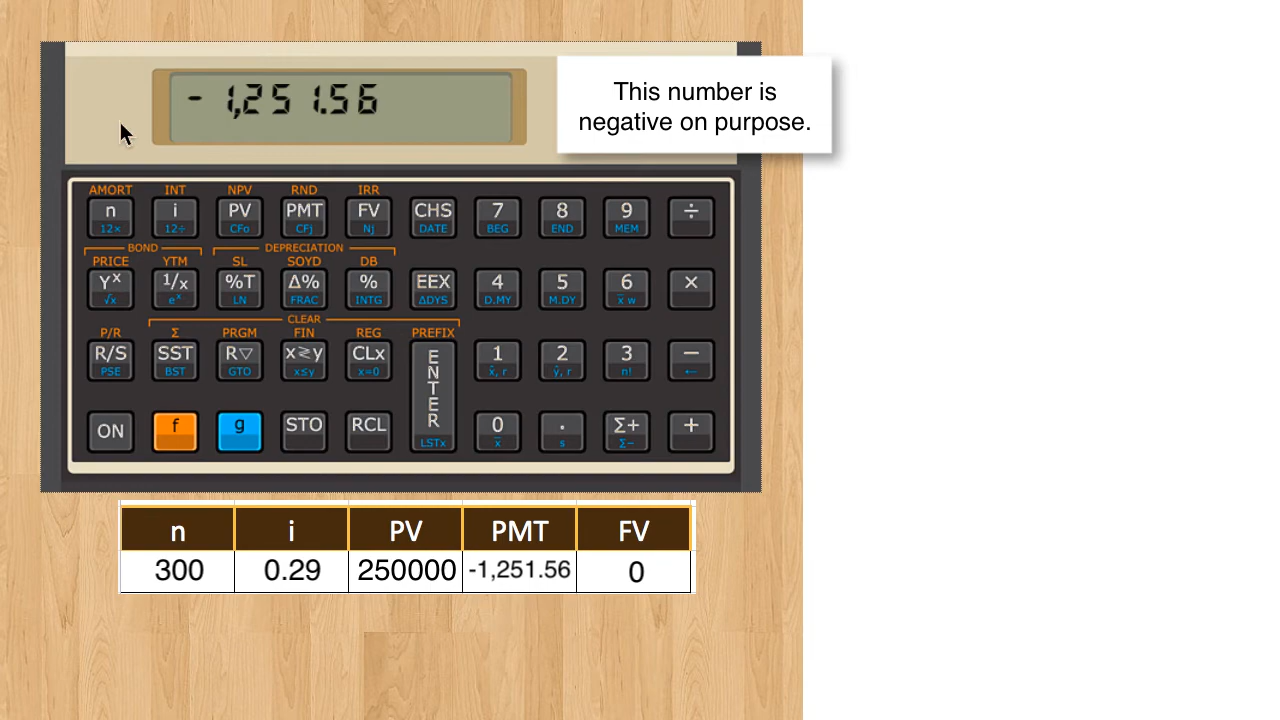 - 1,251.56
This number is
negative on purpose.
AMORT INT NPV RND IRR
n i PV PMT FV CHS 7 8 9 ÷
12× 12÷ CFo CFj Nj DATE BEG END MEM
BOND DEPRECIATION
PRICE YTM SL SOYD DB
Yˣ 1/x %T Δ% % EEX 4 5 6 ×
√x eˣ LN FRAC INTG ΔDYS D.MY M.DY x̅ w
CLEAR
P/R Σ PRGM FIN REG PREFIX
R/S SST R▽ x≷y CLx ENTER 1 2 3 −
PSE BST GTO x≤y x=0 x̂, r ŷ, r n! ←
ON f g STO RCL 0 . Σ+ +
LSTx x̅ s Σ−
n i PV PMT FV
300 0.29 250000 -1,251.56 0